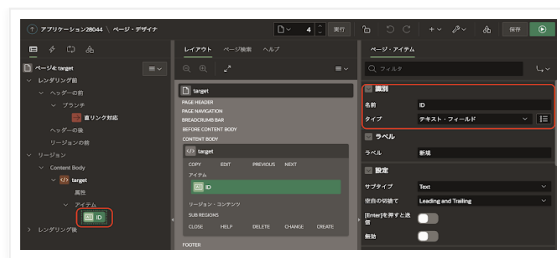 アプリケーション28044 \ ページ・デザイナ
4
実行
保存
ページ4: target
レンダリング前
ヘッダーの前
ブランチ
直リンク対応
ヘッダーの後
リージョンの前
リージョン
Content Body
target
属性
アイテム
ID
レンダリング後
レイアウト ページ検索 ヘルプ
target
PAGE HEADER
PAGE NAVIGATION
BREADCRUMB BAR
BEFORE CONTENT BODY
CONTENT BODY
target
COPY EDIT PREVIOUS NEXT
アイテム
ID
リージョン・コンテンツ
SUB REGIONS
CLOSE HELP DELETE CHANGE CREATE
FOOTER
ページ・アイテム
フィルタ
識別
名前 ID
タイプ テキスト・フィールド
ラベル
ラベル 新規
設定
サブタイプ Text
空白の切捨て Leading and Trailing
[Enter]を押すと送
信
無効